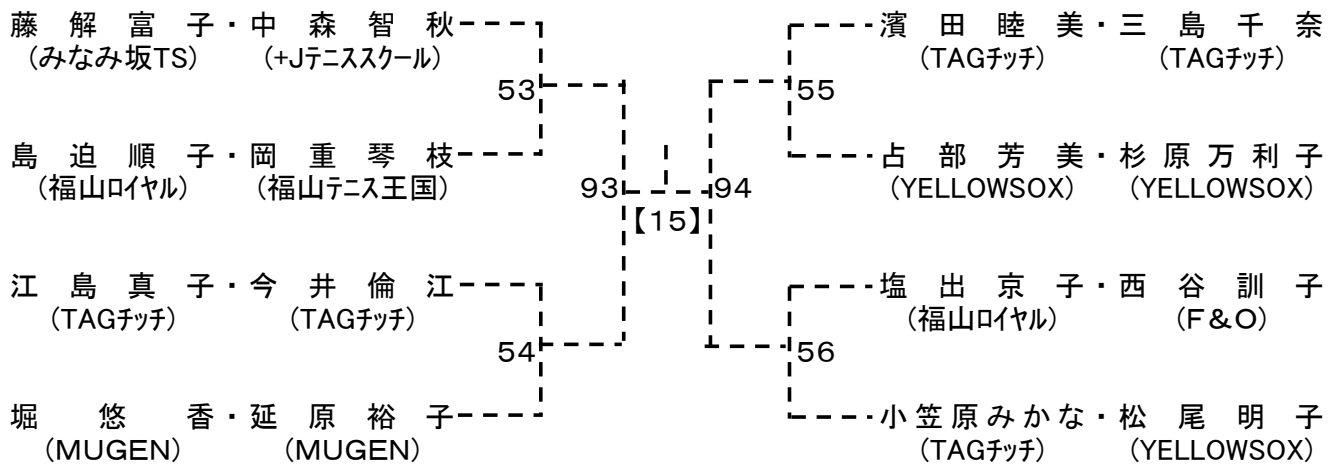 藤解富子・中森智秋
(みなみ坂TS) (+Jテニススクール)
53
島迫順子・岡重琴枝
(福山ロイヤル) (福山テニス王国)
93
江島真子・今井倫江
(TAGチッチ) (TAGチッチ)
54
堀悠香・延原裕子
(MUGEN) (MUGEN)
【15】
濱田睦美・三島千奈
(TAGチッチ) (TAGチッチ)
55
占部芳美・杉原万利子
(YELLOWSOX) (YELLOWSOX)
94
塩出京子・西谷訓子
(福山ロイヤル) (F&O)
56
小笠原みかな・松尾明子
(TAGチッチ) (YELLOWSOX)